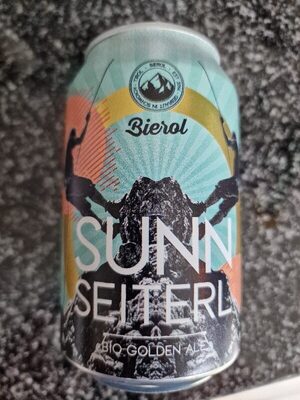 Bierol
SUNN
SEITERL
BIO GOLDEN ALE